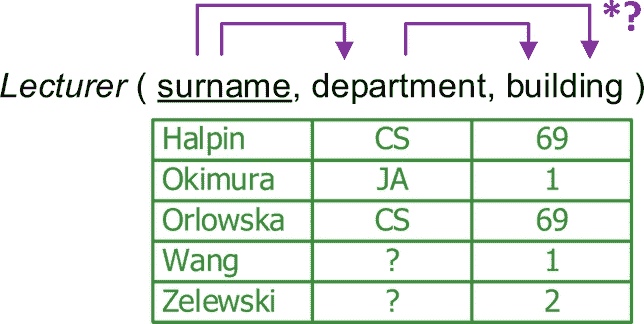 *?
Lecturer ( surname, department, building )
Halpin CS 69
Okimura JA 1
Orlowska CS 69
Wang ? 1
Zelewski ? 2